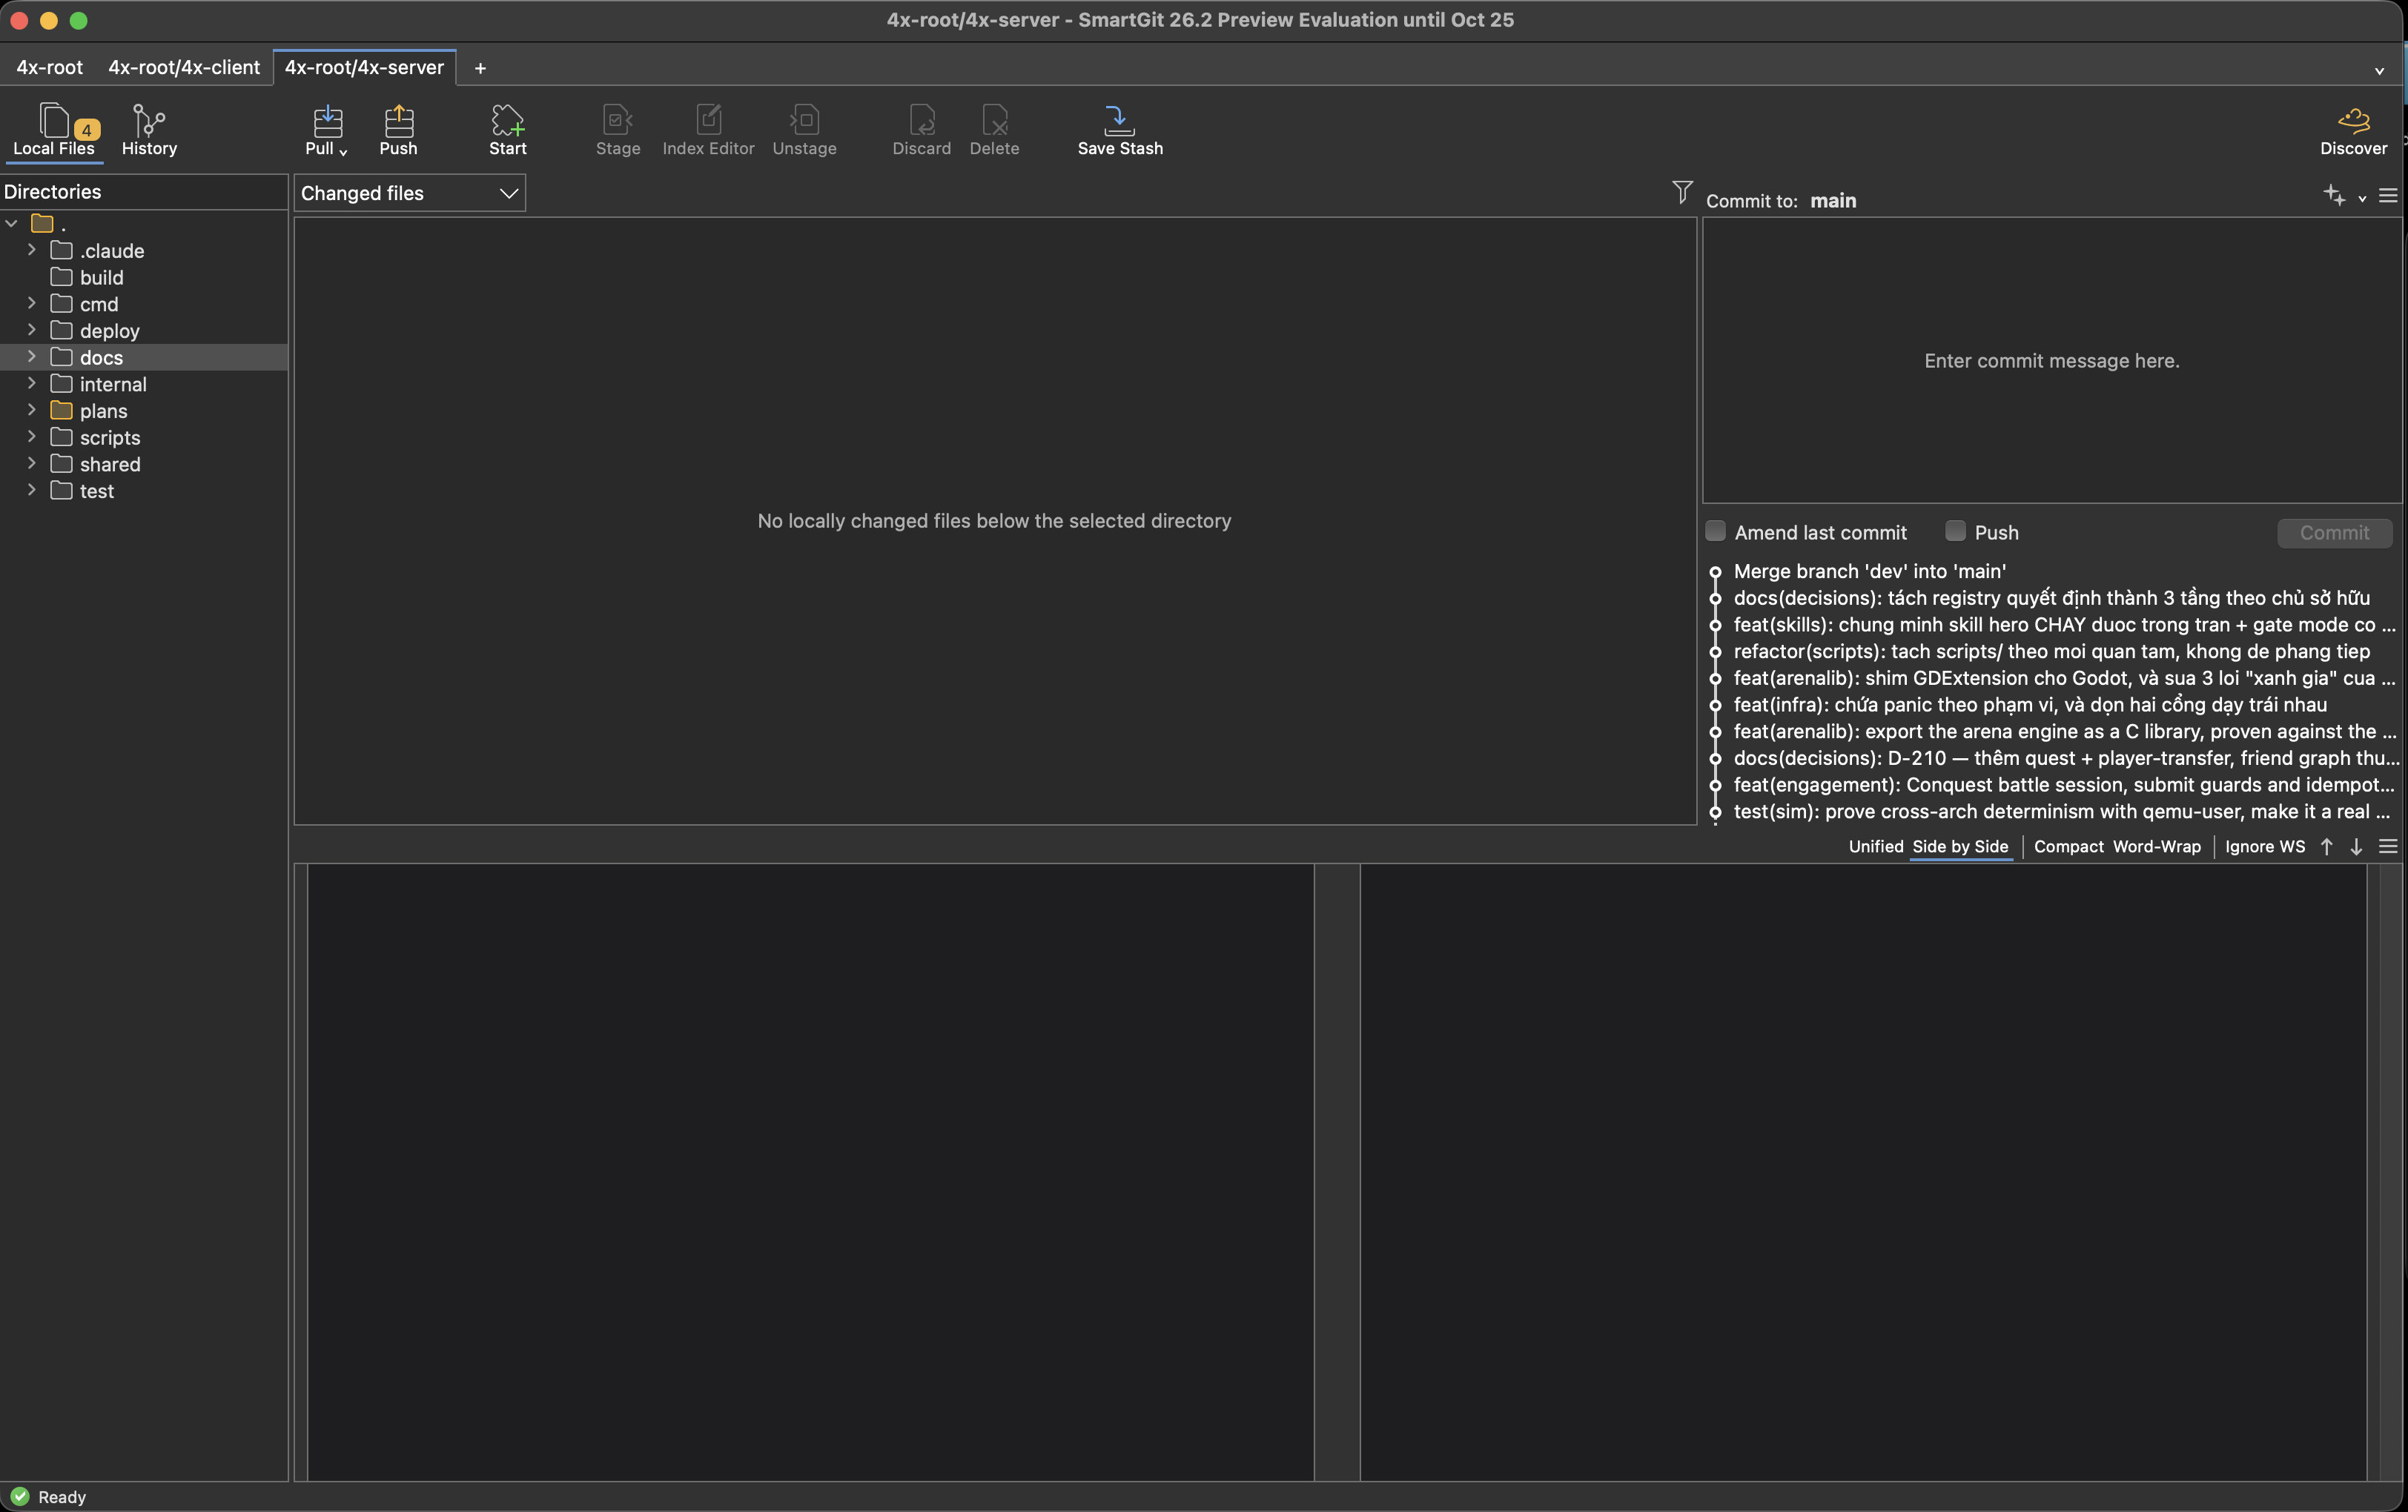 4x-root/4x-server - SmartGit 26.2 Preview Evaluation until Oct 25
4x-root 4x-root/4x-client 4x-root/4x-server +
4
Local Files History Pull Push Start Stage Index Editor Unstage Discard Delete Save Stash Discover
Directories
.
.claude
build
cmd
deploy
docs
internal
plans
scripts
shared
test
Changed files
No locally changed files below the selected directory
Commit to: main
Enter commit message here.
Amend last commit Push Commit
Merge branch 'dev' into 'main'
docs(decisions): tách registry quyết định thành 3 tầng theo chủ sở hữu
feat(skills): chung minh skill hero CHAY duoc trong tran + gate mode co ...
refactor(scripts): tach scripts/ theo moi quan tam, khong de phang tiep
feat(arenalib): shim GDExtension cho Godot, và sua 3 loi "xanh gia" cua ...
feat(infra): chứa panic theo phạm vi, và dọn hai cổng dạy trái nhau
feat(arenalib): export the arena engine as a C library, proven against the ...
docs(decisions): D-210 — thêm quest + player-transfer, friend graph thu...
feat(engagement): Conquest battle session, submit guards and idempot...
test(sim): prove cross-arch determinism with qemu-user, make it a real ...
Unified Side by Side Compact Word-Wrap Ignore WS
Ready